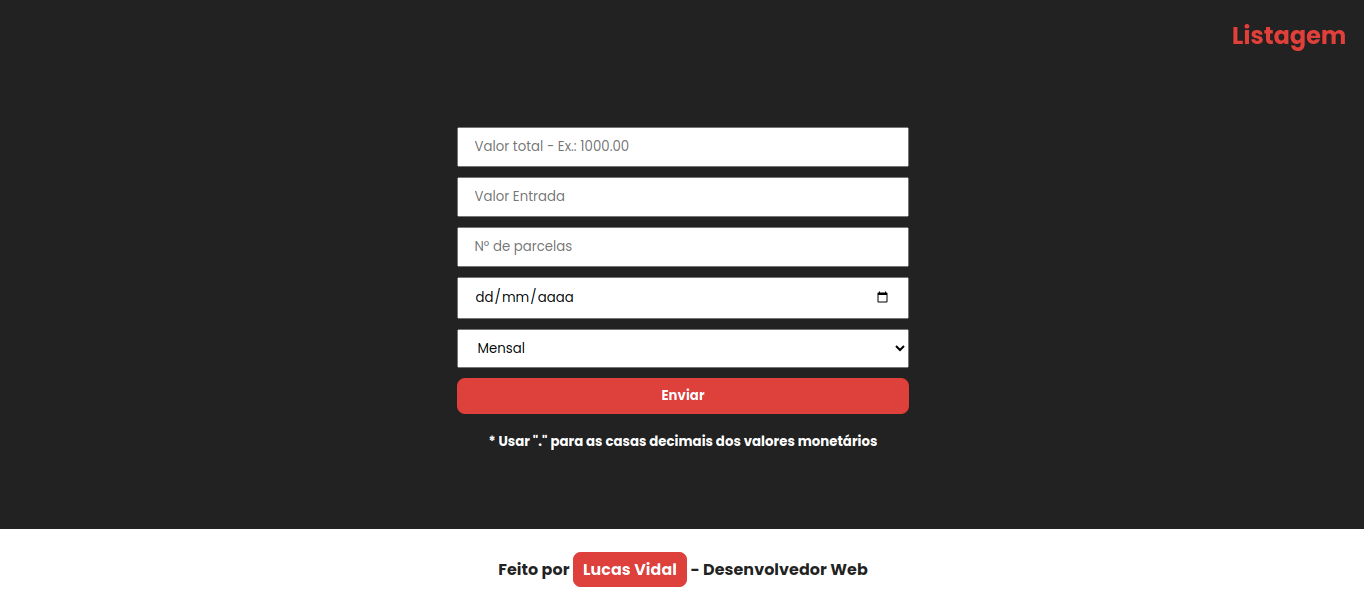 Listagem
Valor total - Ex.: 1000.00
Valor Entrada
Nº de parcelas
dd/mm/aaaa
Mensal
Enviar
* Usar "." para as casas decimais dos valores monetários
Feito por Lucas Vidal - Desenvolvedor Web